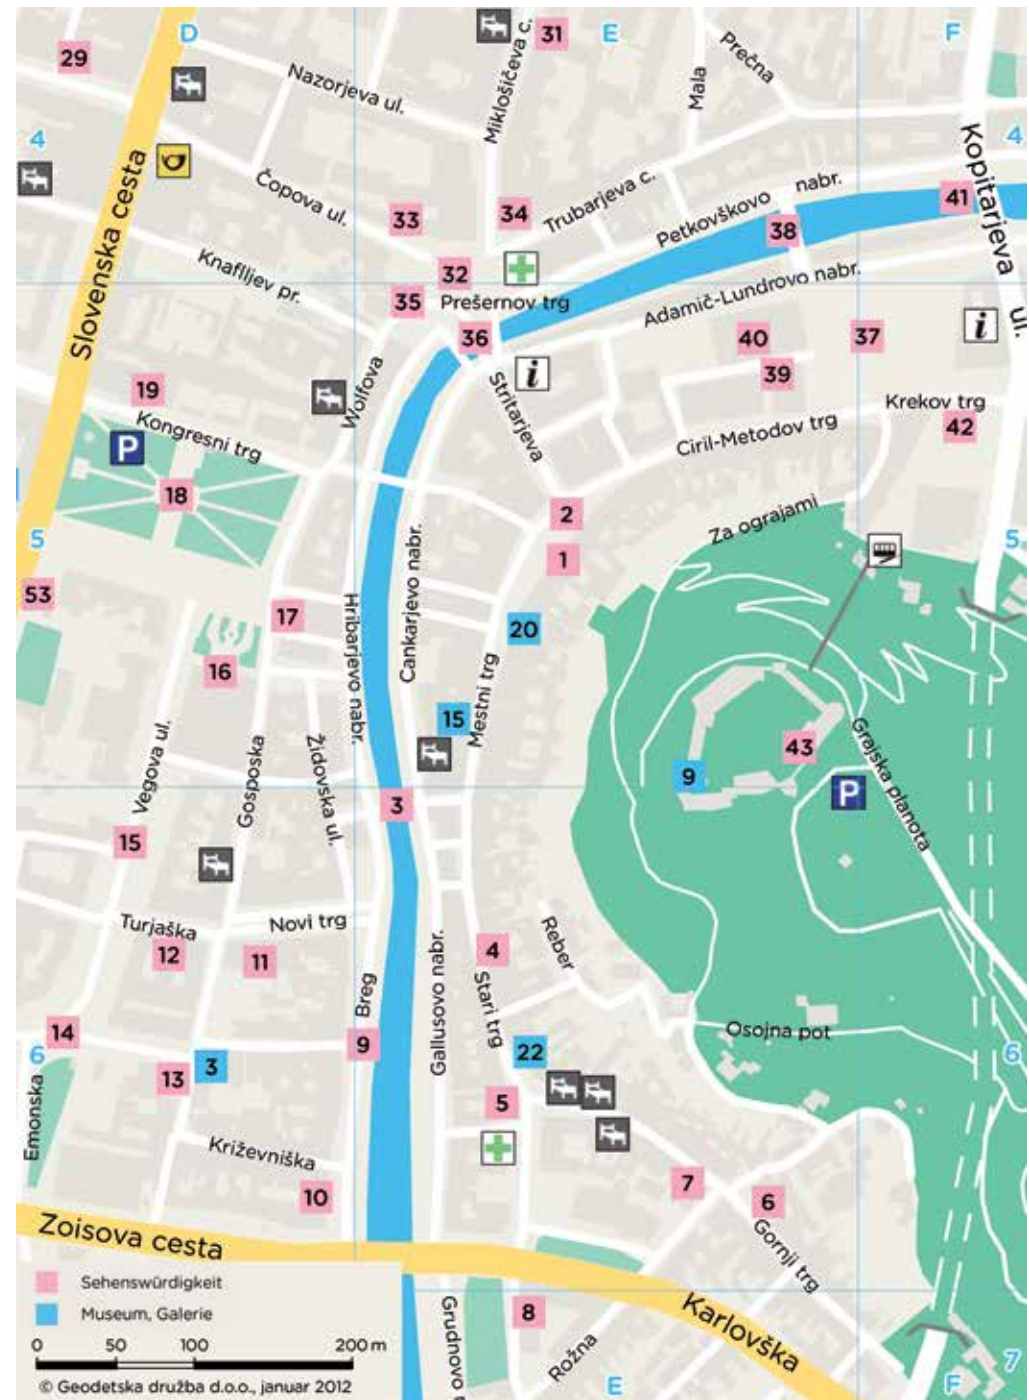 D
E
F
29
31
Nazorjeva ul.
Miklošičeva c.
Mala
Prečna
4
4
Slovenska cesta
Čopova ul.
33
34
Trubarjeva c.
Petkovškovo nabr.
38
41
Kopitarjeva ul.
Knafljev pr.
32
35
Prešernov trg
36
Adamič-Lundrovo nabr.
40
39
37
i
i
19
Wolfova
Stritarjeva
Krekov trg
42
P
Kongresni trg
Ciril-Metodov trg
18
2
1
Za ograjami
5
5
53
17
16
Hribarjevo nabr.
Cankarjevo nabr.
20
Mestni trg
15
43
9
P
Grajska planota
Vegova ul.
Gosposka
Židovska ul.
3
15
Turjaška
12
Novi trg
11
Breg
Gallusovo nabr.
4
Stari trg
Reber
Osojna pot
14
6
6
13
3
9
22
5
Emonska
Križevniška
10
7
6
Gornji trg
Zoisova cesta
Karlovška
8
Grudnovo
Rožna
7
E
F
Sehenswürdigkeit
Museum, Galerie
0 50 100 200 m
© Geodetska družba d.o.o., januar 2012